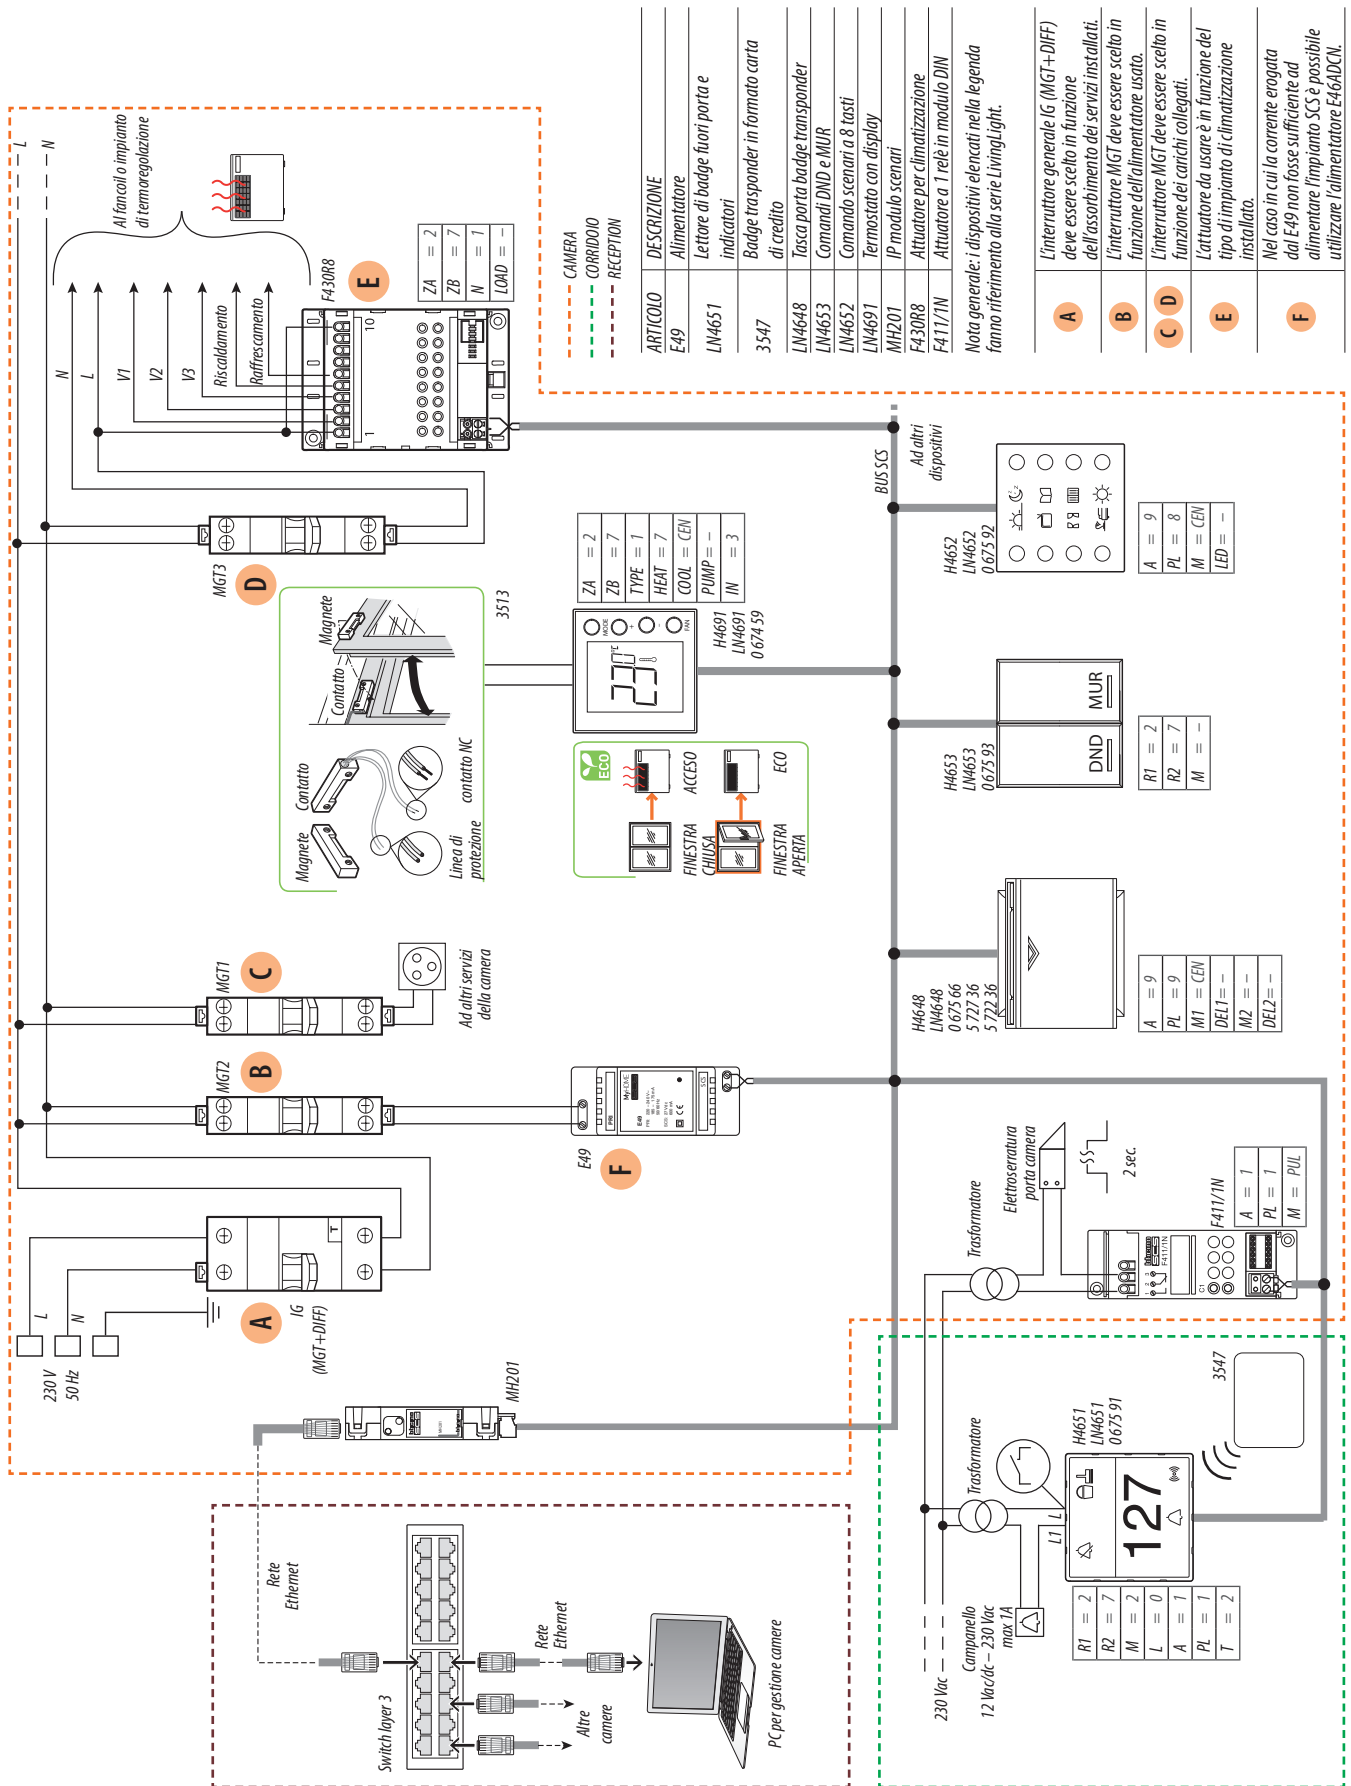 230 V
50 Hz
L
N
IG
(MGT+DIFF)
A
T
MGT2
B
MGT1
C
Ad altri servizi
della camera
MGT3
D
L
N
Al fancoil o impianto
di termoregolazione
N
L
V1
V2
V3
Riscaldamento
Raffrescamento
F430R8
E
1
10
ZA = 2
ZB = 7
N = 1
LOAD = –
Magnete
Contatto
Contatto
Magnete
Linea di
protezione
contatto NC
3513
E49
F
PRI
E49
SCS
ECO
FINESTRA
CHIUSA
ACCESO
FINESTRA
APERTA
ECO
MODE
+
-
FAN
23.0
°C
ZA = 2
ZB = 7
TYPE = 1
HEAT = 7
COOL = CEN
PUMP = –
IN = 3
H4691
LN4691
0 674 59
MH201
Rete
Ethernet
Switch layer 3
Rete
Ethernet
Altre
camere
PC per gestione camere
BUS SCS
Ad altri
dispositivi
H4648
LN4648
0 675 66
5 727 36
5 722 36
A = 9
PL = 9
M1 = CEN
DEL1 = –
M2 = –
DEL2 = –
H4653
LN4653
0 675 93
DND
MUR
R1 = 2
R2 = 7
M = –
H4652
LN4652
0 675 92
A = 9
PL = 8
M = CEN
LED = –
230 Vac
Campanello
12 Vac/dc – 230 Vac
max 1A
Trasformatore
L1
L
127
H4651
LN4651
0 675 91
3547
R1 = 2
R2 = 7
M = 2
L = 0
A = 1
PL = 1
T = 2
Trasformatore
Elettroserratura
porta camera
2 sec.
F411/1N
C1
F411/1N
A = 1
PL = 1
M = PUL
CAMERA
CORRIDOIO
RECEPTION
ARTICOLO DESCRIZIONE
E49 Alimentatore
LN4651 Lettore di badge fuori porta e
indicatori
3547 Badge trasponder in formato carta
di credito
LN4648 Tasca porta badge transponder
LN4653 Comandi DND e MUR
LN4652 Comando scenari a 8 tasti
LN4691 Termostato con display
MH201 IP modulo scenari
F430R8 Attuatore per climatizzazione
F411/1N Attuatore a 1 relè in modulo DIN
Nota generale: i dispositivi elencati nella legenda
fanno riferimento alla serie LivingLight.
A L'interruttore generale IG (MGT+DIFF)
deve essere scelto in funzione
dell'assorbimento dei servizi installati.
B L'interruttore MGT deve essere scelto in
funzione dell'alimentatore usato.
C D L'interruttore MGT deve essere scelto in
funzione dei carichi collegati.
E L'attuatore da usare è in funzione del
tipo di impianto di climatizzazione
installato.
F Nel caso in cui la corrente erogata
dal E49 non fosse sufficiente ad
alimentare l'impianto SCS è possibile
utilizzare l'alimentatore E46ADCN.